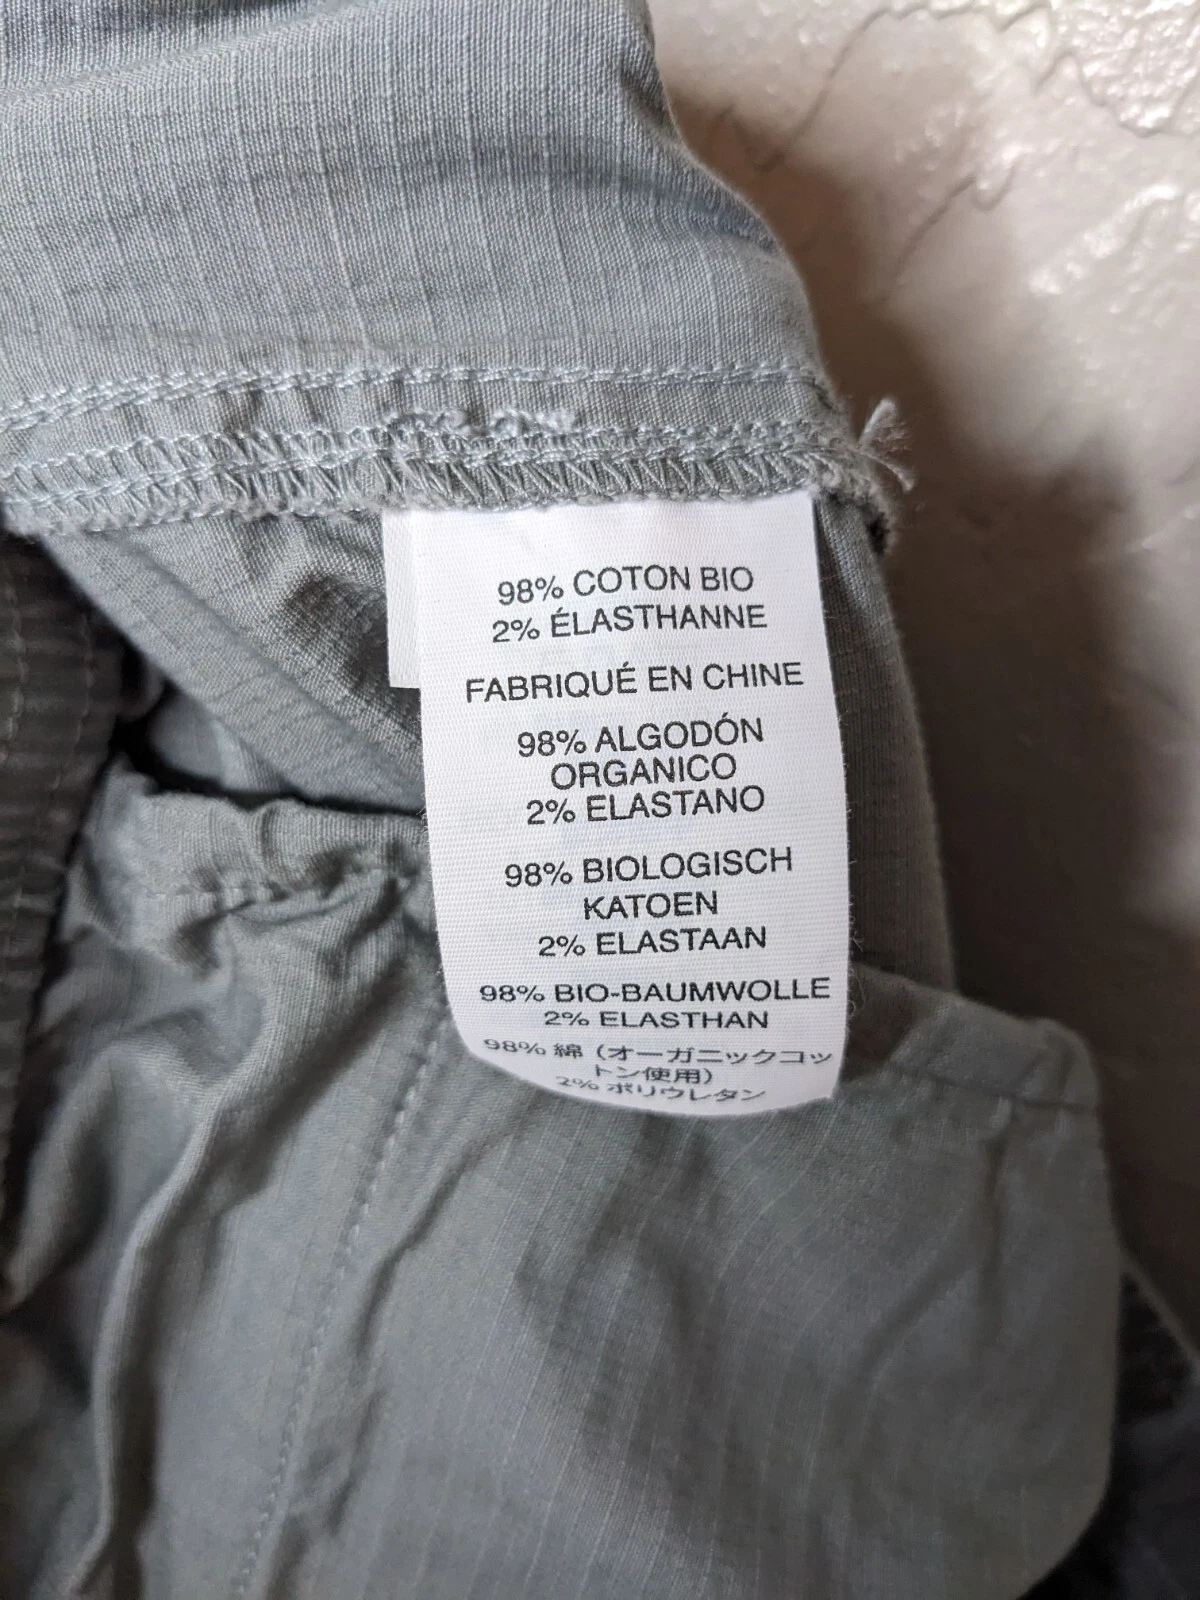 98% COTON BIO
2% ÉLASTHANNE
FABRIQUÉ EN CHINE
98% ALGODÓN
ORGANICO
2% ELASTANO
98% BIOLOGISCH
KATOEN
2% ELASTAAN
98% BIO-BAUMWOLLE
2% ELASTHAN
98% 綿（オーガニックコッ
トン使用）
2% ポリウレタン